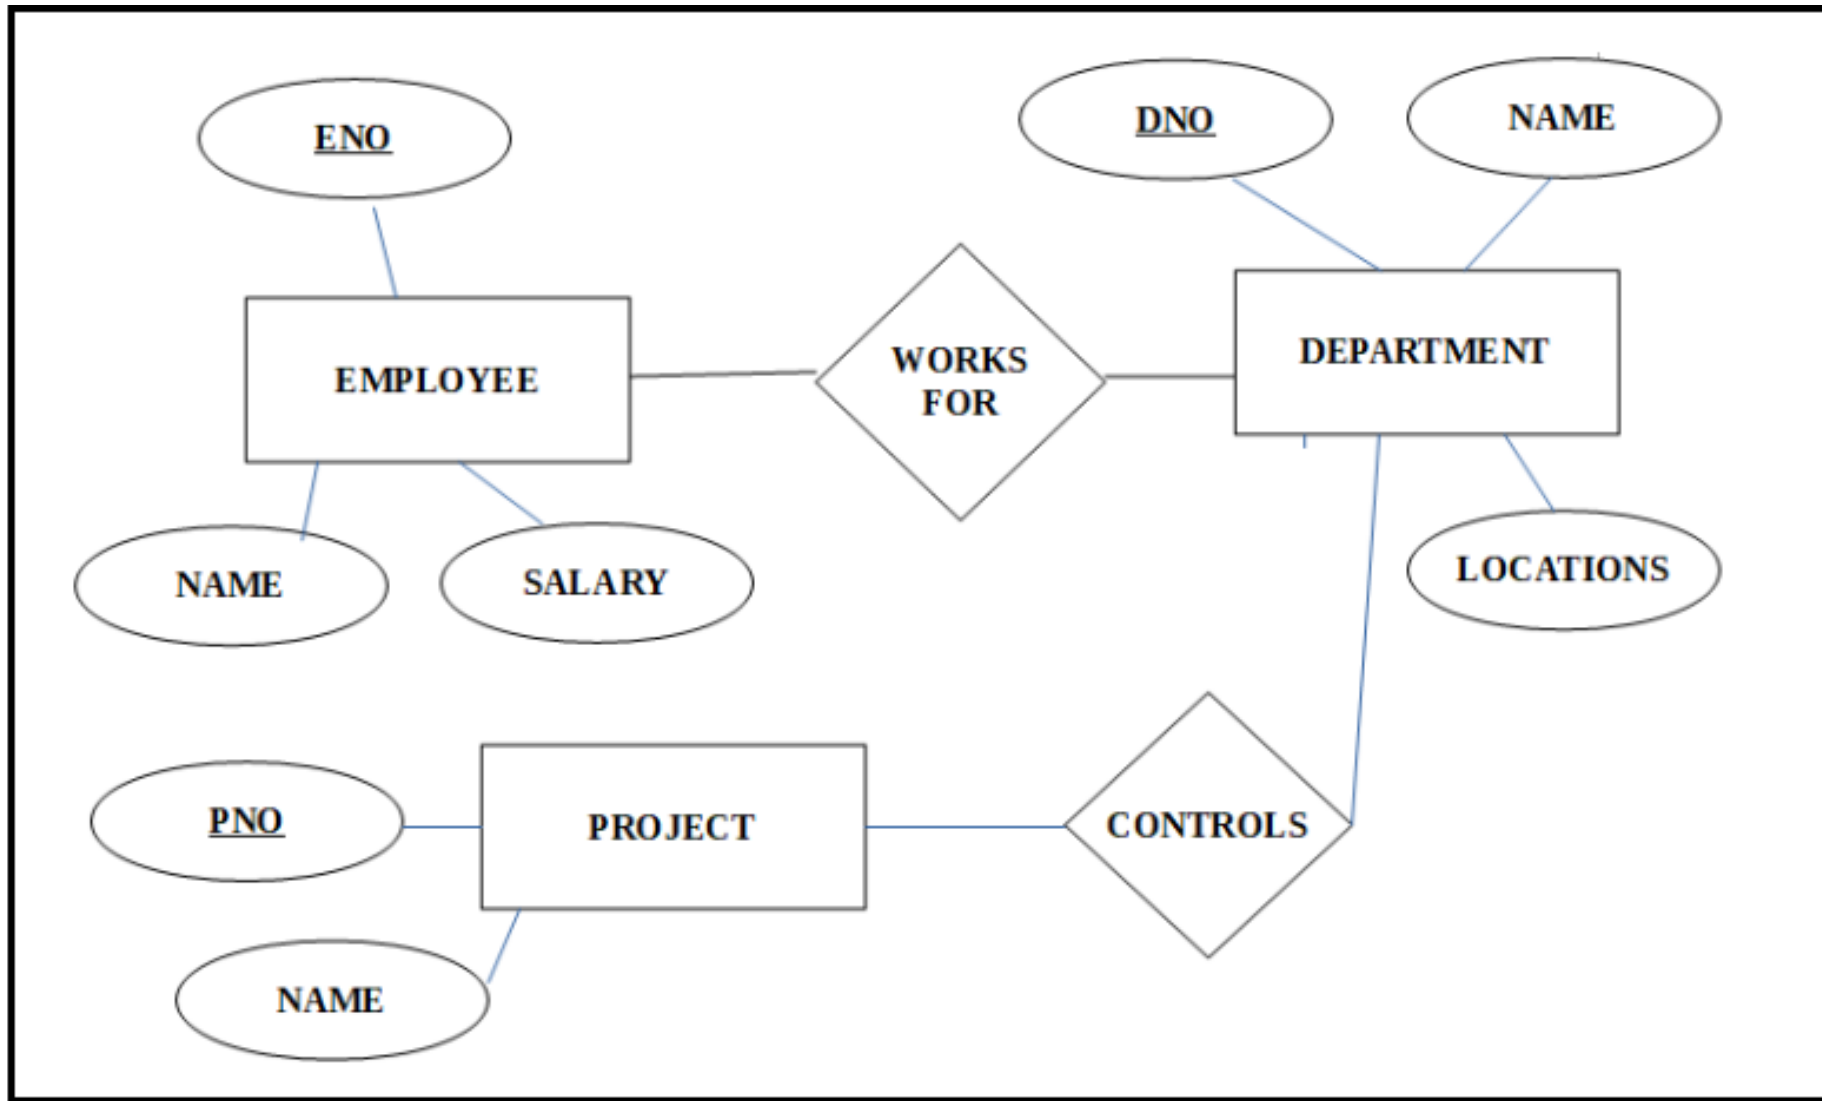 ENO
DNO
NAME
EMPLOYEE
WORKS
FOR
DEPARTMENT
NAME
SALARY
LOCATIONS
PNO
PROJECT
CONTROLS
NAME